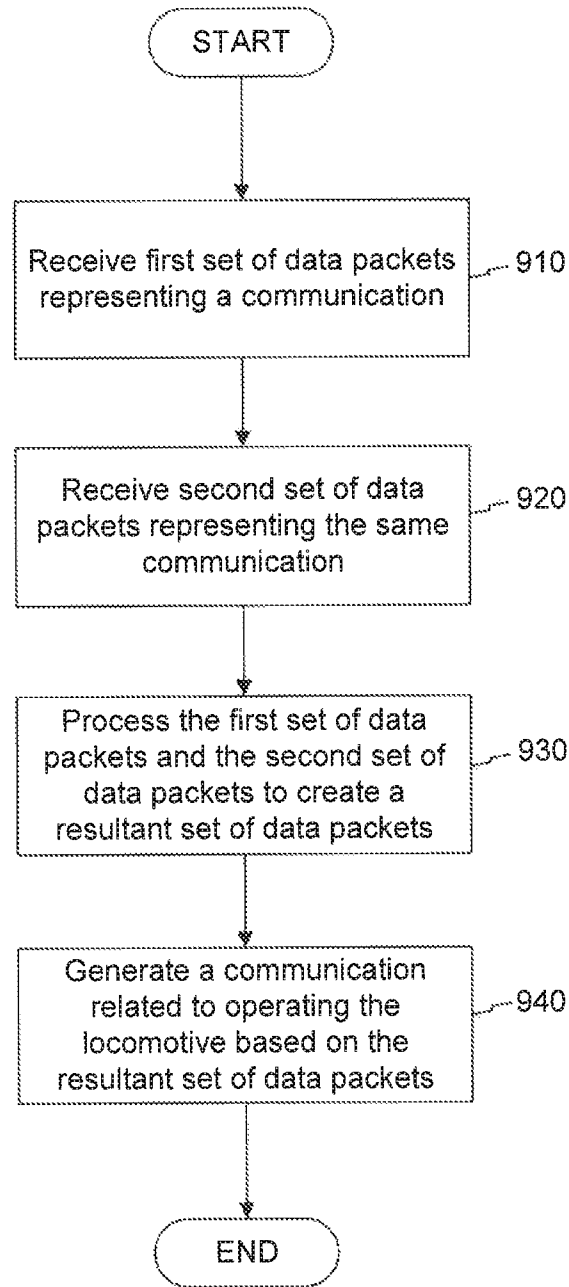 START
Receive first set of data packets
representing a communication
910
Receive second set of data
packets representing the same
communication
920
Process the first set of data
packets and the second set of
data packets to create a
resultant set of data packets
930
Generate a communication
related to operating the
locomotive based on the
resultant set of data packets
940
END